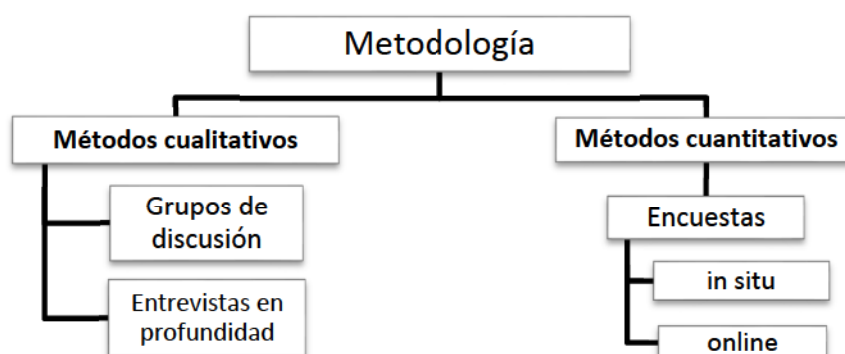 Metodología
Métodos cualitativos
Métodos cuantitativos
Grupos de
discusión
Encuestas
in situ
Entrevistas en
profundidad
online